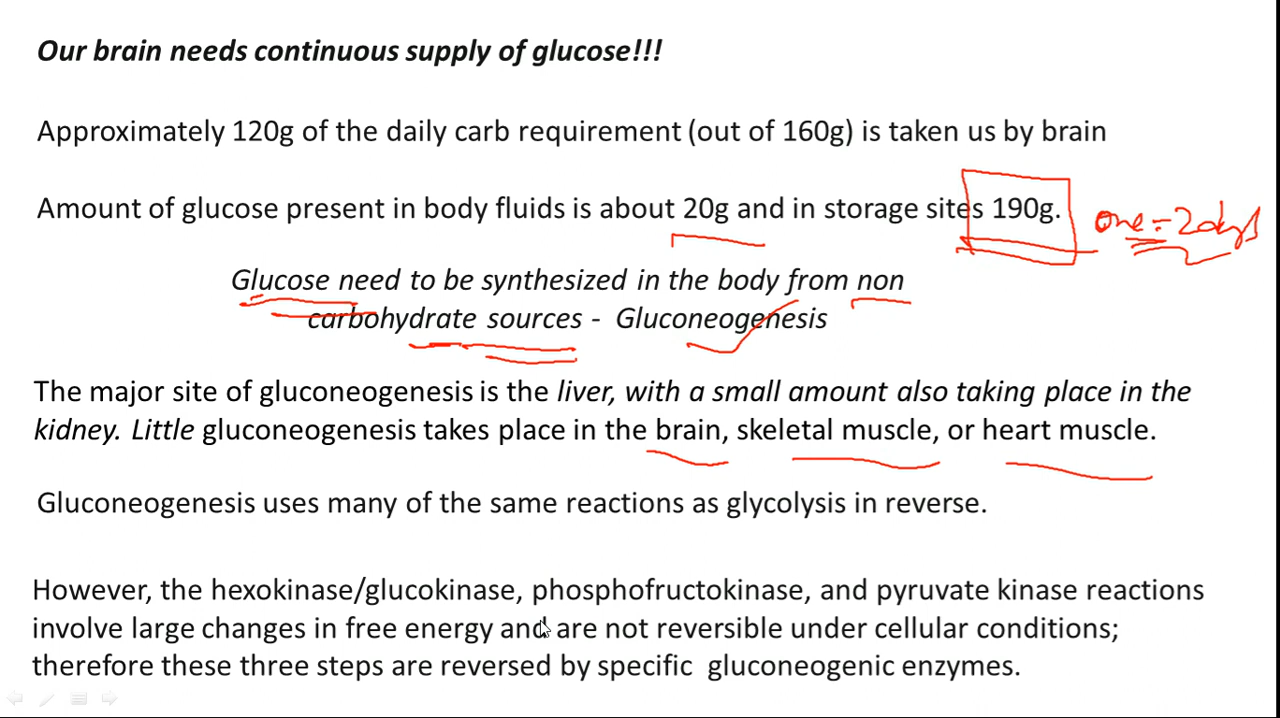 Our brain needs continuous supply of glucose!!!
Approximately 120g of the daily carb requirement (out of 160g) is taken us by brain
Amount of glucose present in body fluids is about 20g and in storage sites 190g.
one = 2 days
Glucose need to be synthesized in the body from non
carbohydrate sources - Gluconeogenesis
The major site of gluconeogenesis is the liver, with a small amount also taking place in the
kidney. Little gluconeogenesis takes place in the brain, skeletal muscle, or heart muscle.
Gluconeogenesis uses many of the same reactions as glycolysis in reverse.
However, the hexokinase/glucokinase, phosphofructokinase, and pyruvate kinase reactions
involve large changes in free energy and are not reversible under cellular conditions;
therefore these three steps are reversed by specific gluconeogenic enzymes.